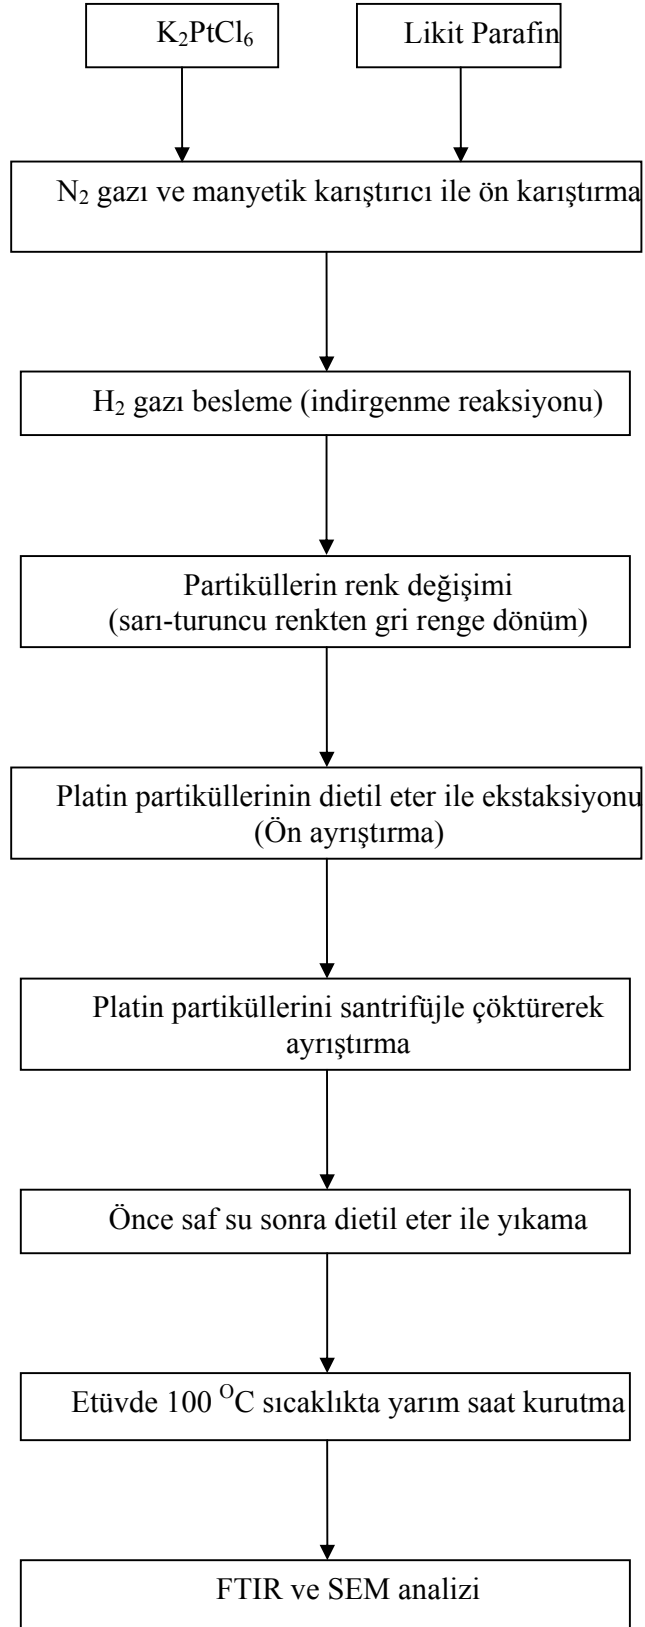 K₂PtCl₆
Likit Parafin
N₂ gazı ve manyetik karıştırıcı ile ön karıştırma
H₂ gazı besleme (indirgenme reaksiyonu)
Partiküllerin renk değişimi
(sarı-turuncu renkten gri renge dönüm)
Platin partiküllerinin dietil eter ile ekstaksiyonu
(Ön ayrıştırma)
Platin partiküllerini santrifüjle çöktürerek
ayrıştırma
Önce saf su sonra dietil eter ile yıkama
Etüvde 100 ᴼC sıcaklıkta yarım saat kurutma
FTIR ve SEM analizi